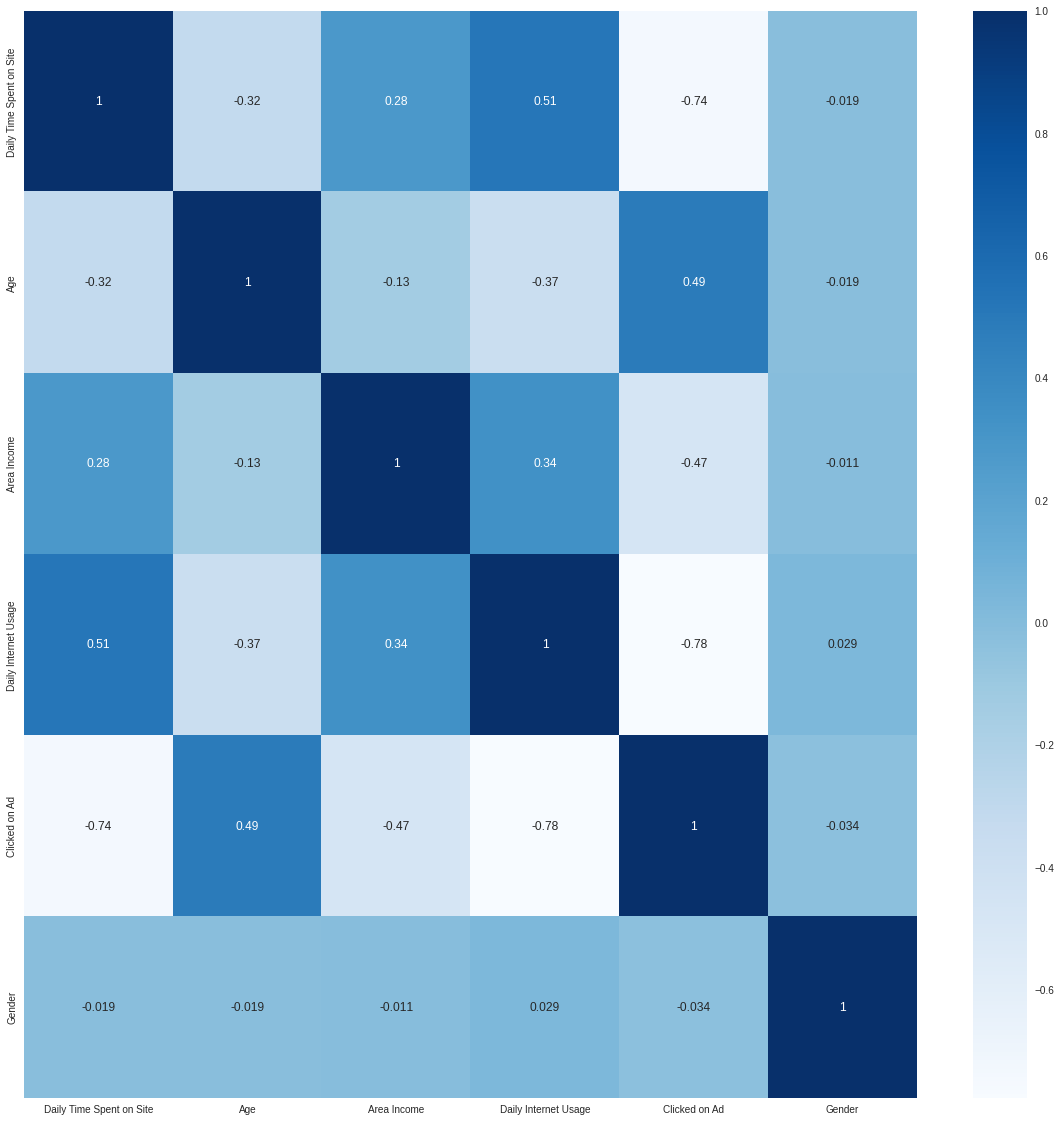 1.0
Daily Time Spent on Site 1 -0.32 0.28 0.51 -0.74 -0.019
0.8
0.6
Age -0.32 1 -0.13 -0.37 0.49 -0.019
0.4
Area Income 0.28 -0.13 1 0.34 -0.47 -0.011
0.2
0.0
Daily Internet Usage 0.51 -0.37 0.34 1 -0.78 0.029
−0.2
Clicked on Ad -0.74 0.49 -0.47 -0.78 1 -0.034
−0.4
−0.6
Gender -0.019 -0.019 -0.011 0.029 -0.034 1
Daily Time Spent on Site Age Area Income Daily Internet Usage Clicked on Ad Gender